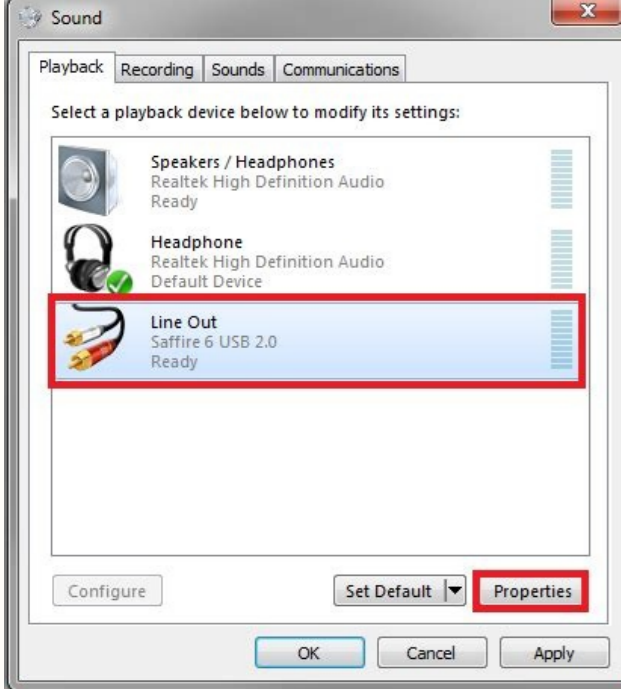 Sound
Playback Recording Sounds Communications
Select a playback device below to modify its settings:
Speakers / Headphones
Realtek High Definition Audio
Ready
Headphone
Realtek High Definition Audio
Default Device
Line Out
Saffire 6 USB 2.0
Ready
Configure Set Default Properties
OK Cancel Apply